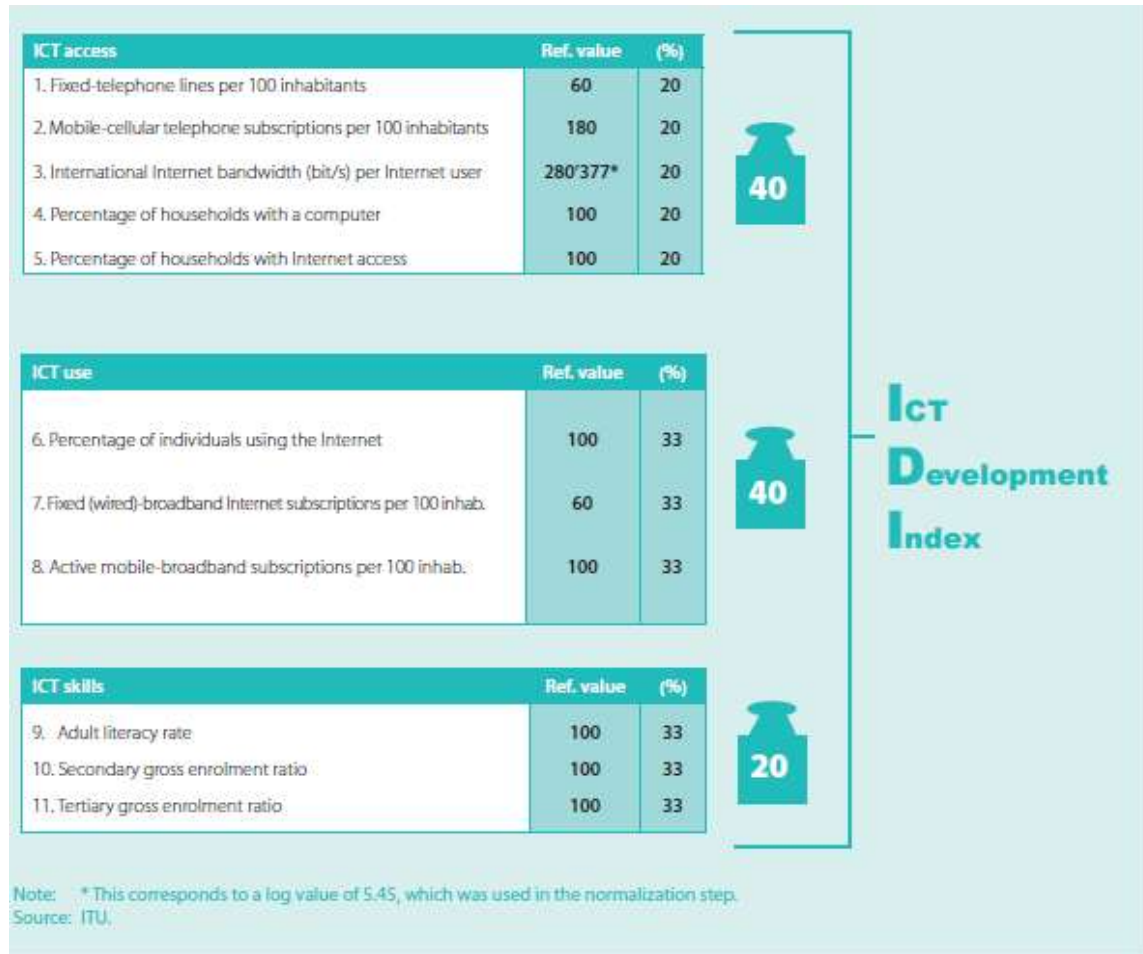 ICT access Ref. value (%)
1. Fixed-telephone lines per 100 inhabitants 60 20
2. Mobile-cellular telephone subscriptions per 100 inhabitants 180 20
3. International Internet bandwidth (bit/s) per Internet user 280'377* 20
4. Percentage of households with a computer 100 20
5. Percentage of households with Internet access 100 20
40
ICT use Ref. value (%)
6. Percentage of individuals using the Internet 100 33
7. Fixed (wired)-broadband Internet subscriptions per 100 inhab. 60 33
8. Active mobile-broadband subscriptions per 100 inhab. 100 33
40
ICT skills Ref. value (%)
9. Adult literacy rate 100 33
10. Secondary gross enrolment ratio 100 33
11. Tertiary gross enrolment ratio 100 33
20
ICT
Development
Index
Note: * This corresponds to a log value of 5.45, which was used in the normalization step.
Source: ITU.